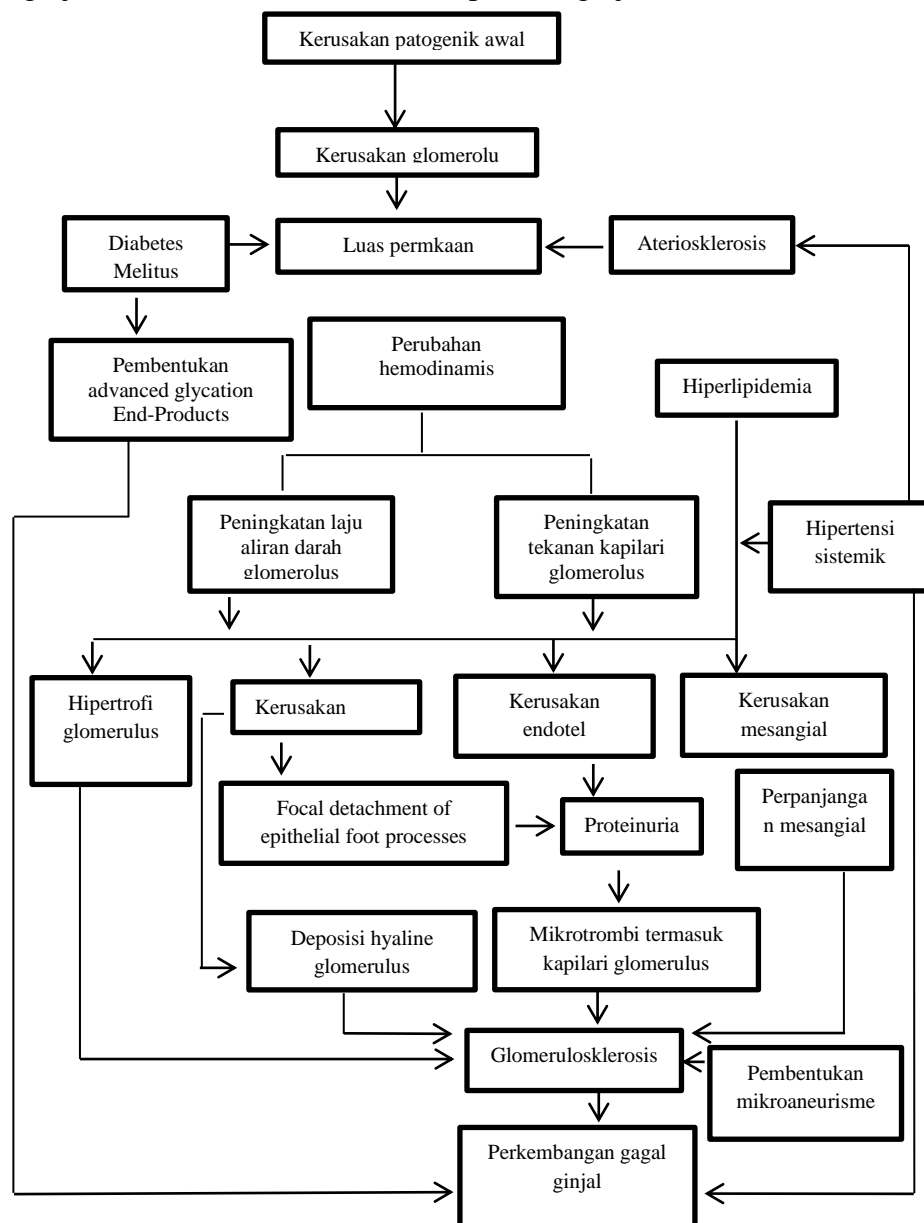 Kerusakan patogenik awal
Kerusakan glomerolu
Diabetes
Melitus
Luas permkaan
Ateriosklerosis
Pembentukan
advanced glycation
End-Products
Perubahan
hemodinamis
Hiperlipidemia
Peningkatan laju
aliran darah
glomerolus
Peningkatan
tekanan kapilari
glomerolus
Hipertensi
sistemik
Hipertrofi
glomerulus
Kerusakan
Kerusakan
endotel
Kerusakan
mesangial
Focal detachment of
epithelial foot processes
Proteinuria
Perpanjanga
n mesangial
Deposisi hyaline
glomerulus
Mikrotrombi termasuk
kapilari glomerulus
Glomerulosklerosis
Pembentukan
mikroaneurisme
Perkembangan gagal
ginjal